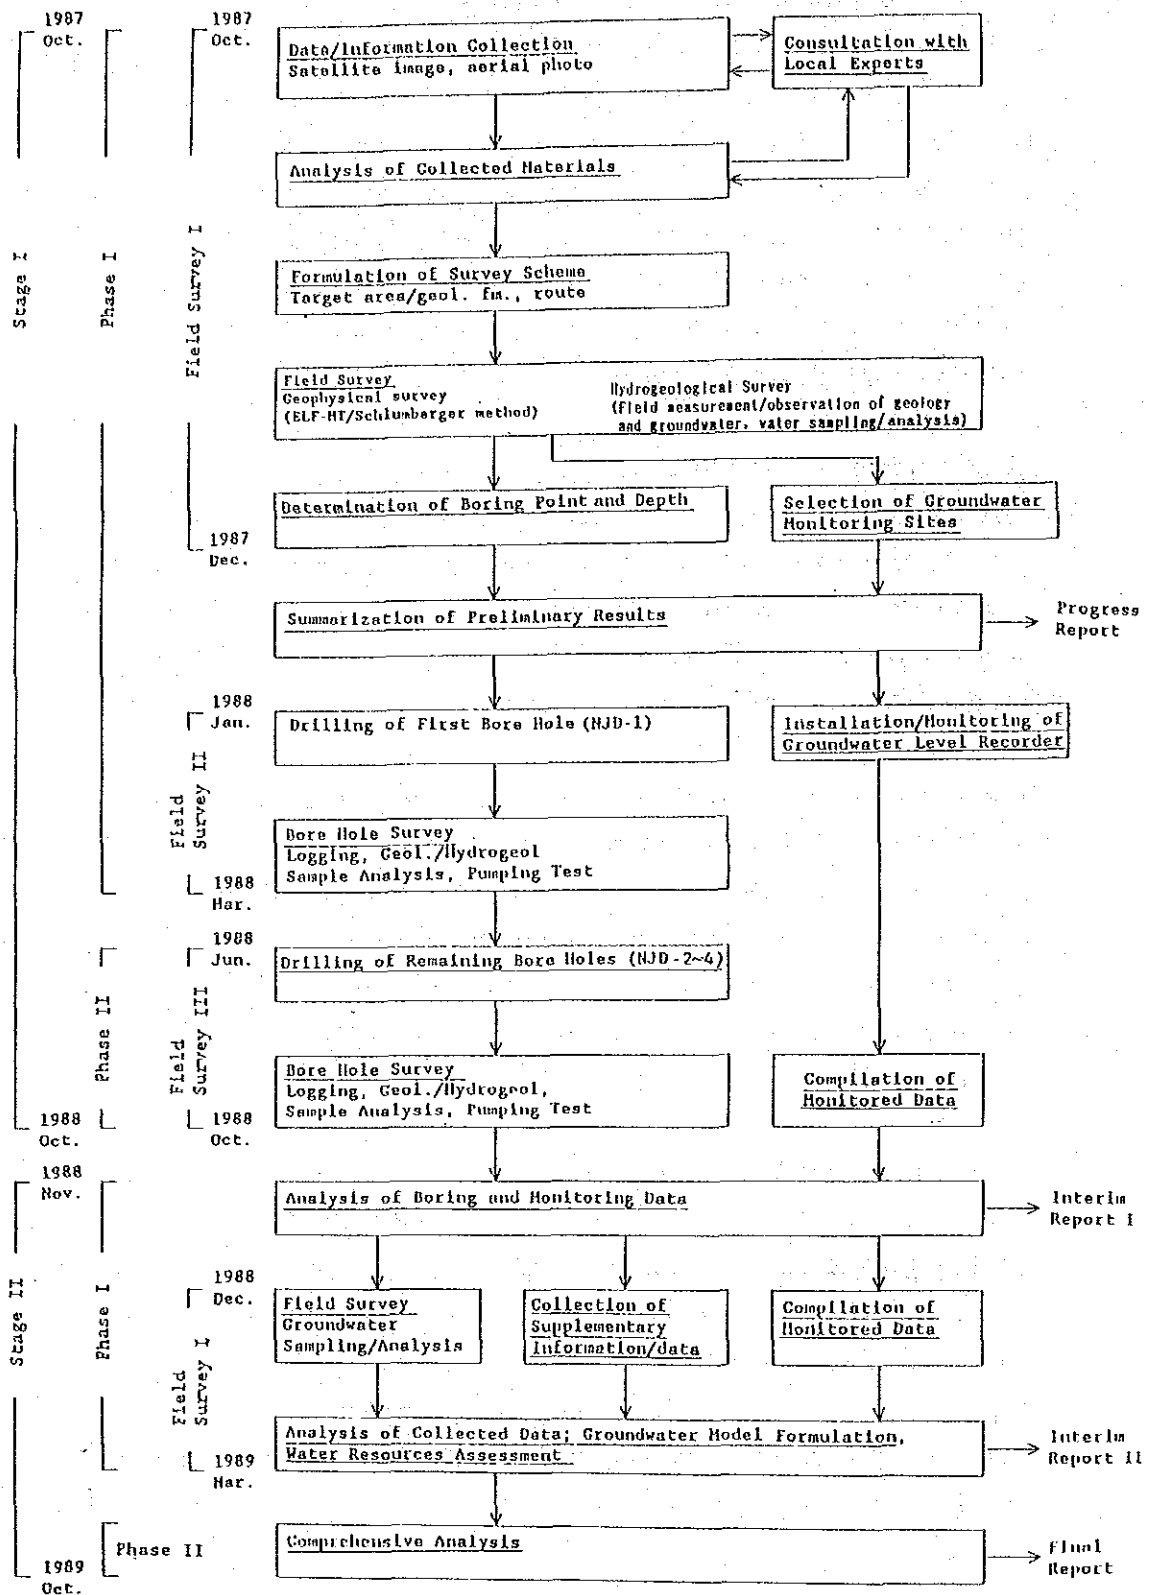 1987
Oct.
1987
Oct.
Data/Information Collection
Satellite image, aerial photo
Consultation with
Local Experts
Analysis of Collected Materials
Stage I
Phase I
Field Survey I
Formulation of Survey Scheme
Target area/geol. fm., route
Field Survey
Geophysical survey
(ELF-MT/Schlumberger method)
Hydrogeological Survey
(Field measurement/observation of geology
and groundwater, water sampling/analysis)
Determination of Boring Point and Depth
Selection of Groundwater
Monitoring Sites
1987
Dec.
Summarization of Preliminary Results
Progress
Report
1988
Jan.
Drilling of First Bore Hole (NJD-1)
Installation/Monitoring of
Groundwater Level Recorder
Field
Survey II
Bore Hole Survey
Logging, Geol./Hydrogeol
Sample Analysis, Pumping Test
1988
Mar.
1988
Jun.
Drilling of Remaining Bore Holes (NJD-2~4)
Phase II
Field
Survey III
Bore Hole Survey
Logging, Geol./Hydrogeol,
Sample Analysis, Pumping Test
Compilation of
Monitored Data
1988
Oct.
1988
Oct.
1988
Nov.
Analysis of Boring and Monitoring Data
Interim
Report I
Stage II
Phase I
Field
Survey I
1988
Dec.
Field Survey
Groundwater
Sampling/Analysis
Collection of
Supplementary
Information/data
Compilation of
Monitored Data
Analysis of Collected Data; Groundwater Model Formulation,
Water Resources Assessment
Interim
Report II
1989
Mar.
Phase II
Comprehensive Analysis
Final
Report
1989
Oct.